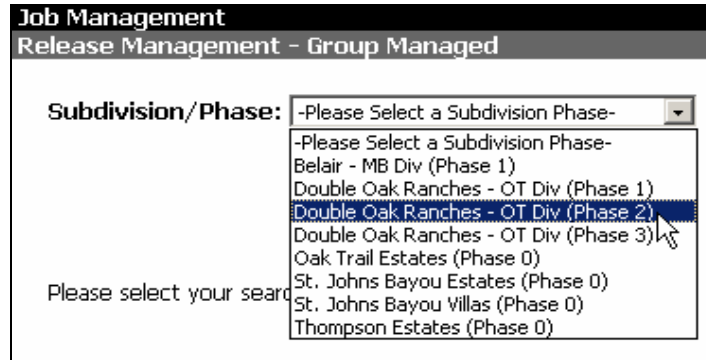 Job Management
Release Management - Group Managed
Subdivision/Phase: -Please Select a Subdivision Phase-
-Please Select a Subdivision Phase-
Belair - MB Div (Phase 1)
Double Oak Ranches - OT Div (Phase 1)
Double Oak Ranches - OT Div (Phase 2)
Double Oak Ranches - OT Div (Phase 3)
Oak Trail Estates (Phase 0)
St. Johns Bayou Estates (Phase 0)
Please select your
St. Johns Bayou Villas (Phase 0)
Thompson Estates (Phase 0)